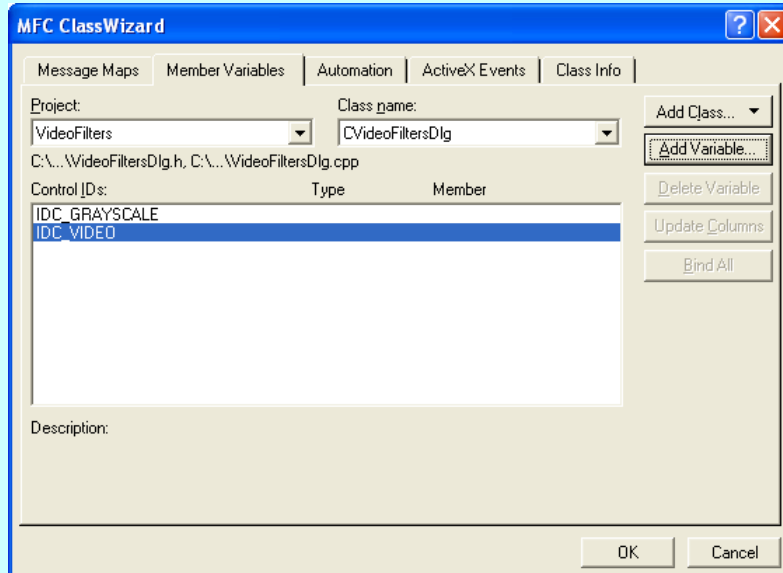 MFC ClassWizard
Message Maps Member Variables Automation ActiveX Events Class Info
Project: Class name:
VideoFilters CVideoFiltersDlg
C:\...\VideoFiltersDlg.h, C:\...\VideoFiltersDlg.cpp
Control IDs: Type Member
IDC_GRAYSCALE
IDC_VIDEO
Description:
Add Class...
Add Variable...
Delete Variable
Update Columns
Bind All
OK Cancel